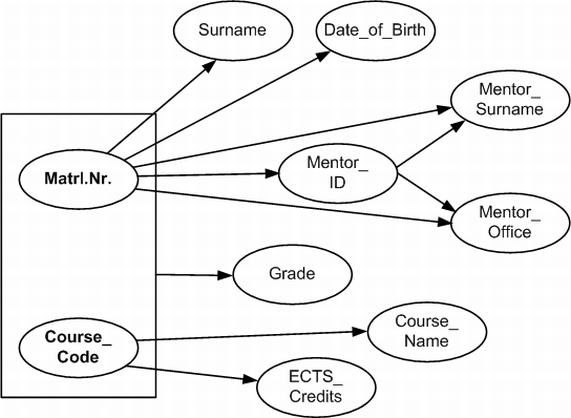 Surname
Date_of_Birth
Mentor_
Surname
Matrl.Nr.
Mentor_
ID
Mentor_
Office
Grade
Course_
Code
Course_
Name
ECTS_
Credits